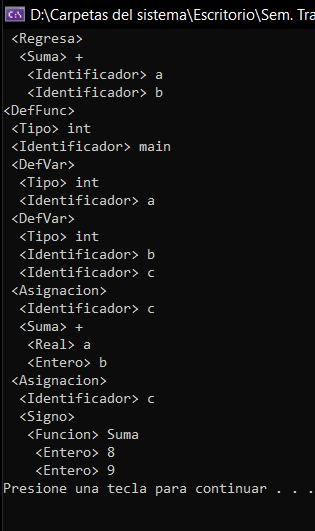 D:\Carpetas del sistema\Escritorio\Sem. Tra
<Regresa>
<Suma> +
<Identificador> a
<Identificador> b
<DefFunc>
<Tipo> int
<Identificador> main
<DefVar>
<Tipo> int
<Identificador> a
<DefVar>
<Tipo> int
<Identificador> b
<Identificador> c
<Asignacion>
<Identificador> c
<Suma> +
<Real> a
<Entero> b
<Asignacion>
<Identificador> c
<Signo>
<Funcion> Suma
<Entero> 8
<Entero> 9
Presione una tecla para continuar . . .